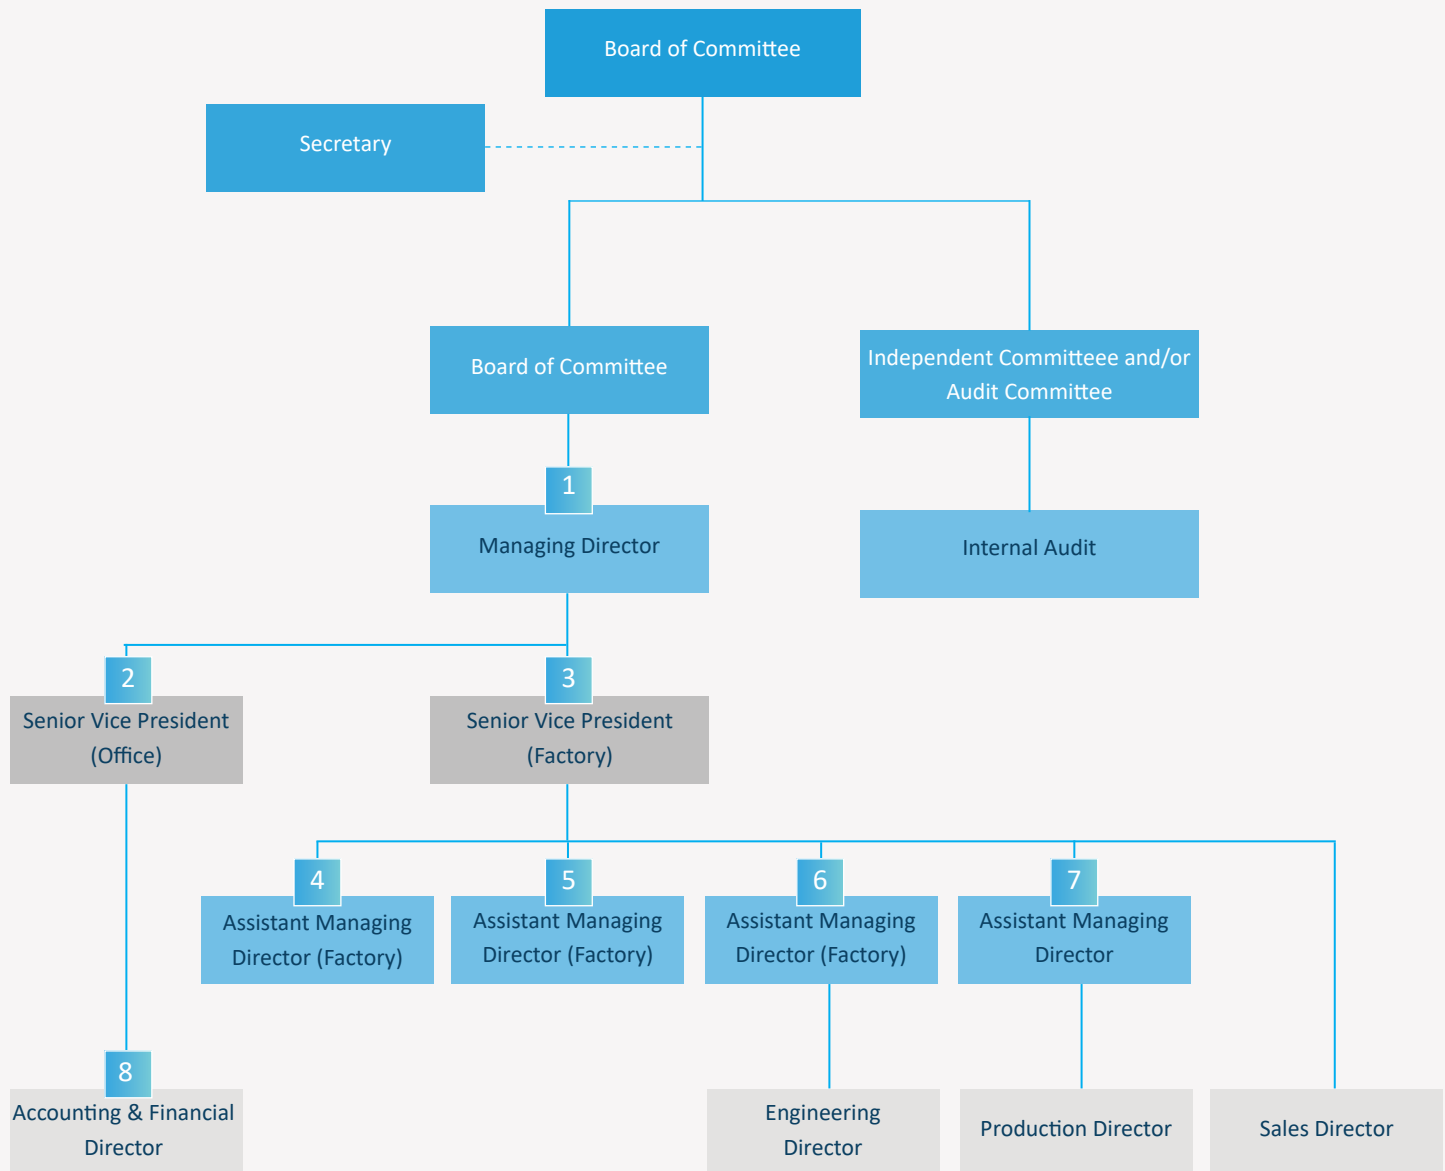 Board of Committee
Secretary
Board of Committee
Independent Committeee and/or
Audit Committee
1
Managing Director
Internal Audit
2
Senior Vice President
(Office)
3
Senior Vice President
(Factory)
4
Assistant Managing
Director (Factory)
5
Assistant Managing
Director (Factory)
6
Assistant Managing
Director (Factory)
7
Assistant Managing
Director
8
Accounting & Financial
Director
Engineering
Director
Production Director
Sales Director